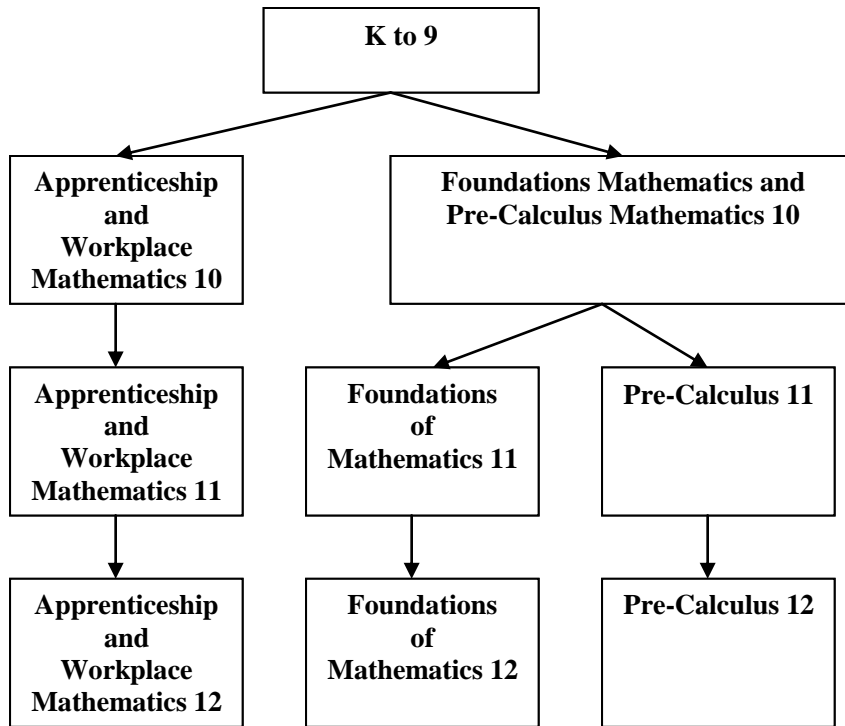 K to 9
Apprenticeship
and
Workplace
Mathematics 10
Foundations Mathematics and
Pre-Calculus Mathematics 10
Apprenticeship
and
Workplace
Mathematics 11
Foundations
of
Mathematics 11
Pre-Calculus 11
Apprenticeship
and
Workplace
Mathematics 12
Foundations
of
Mathematics 12
Pre-Calculus 12